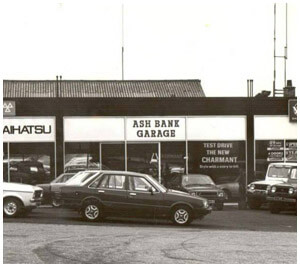 AIHATSU
ASH BANK
GARAGE
TEST DRIVE
THE NEW
CHARMANT.